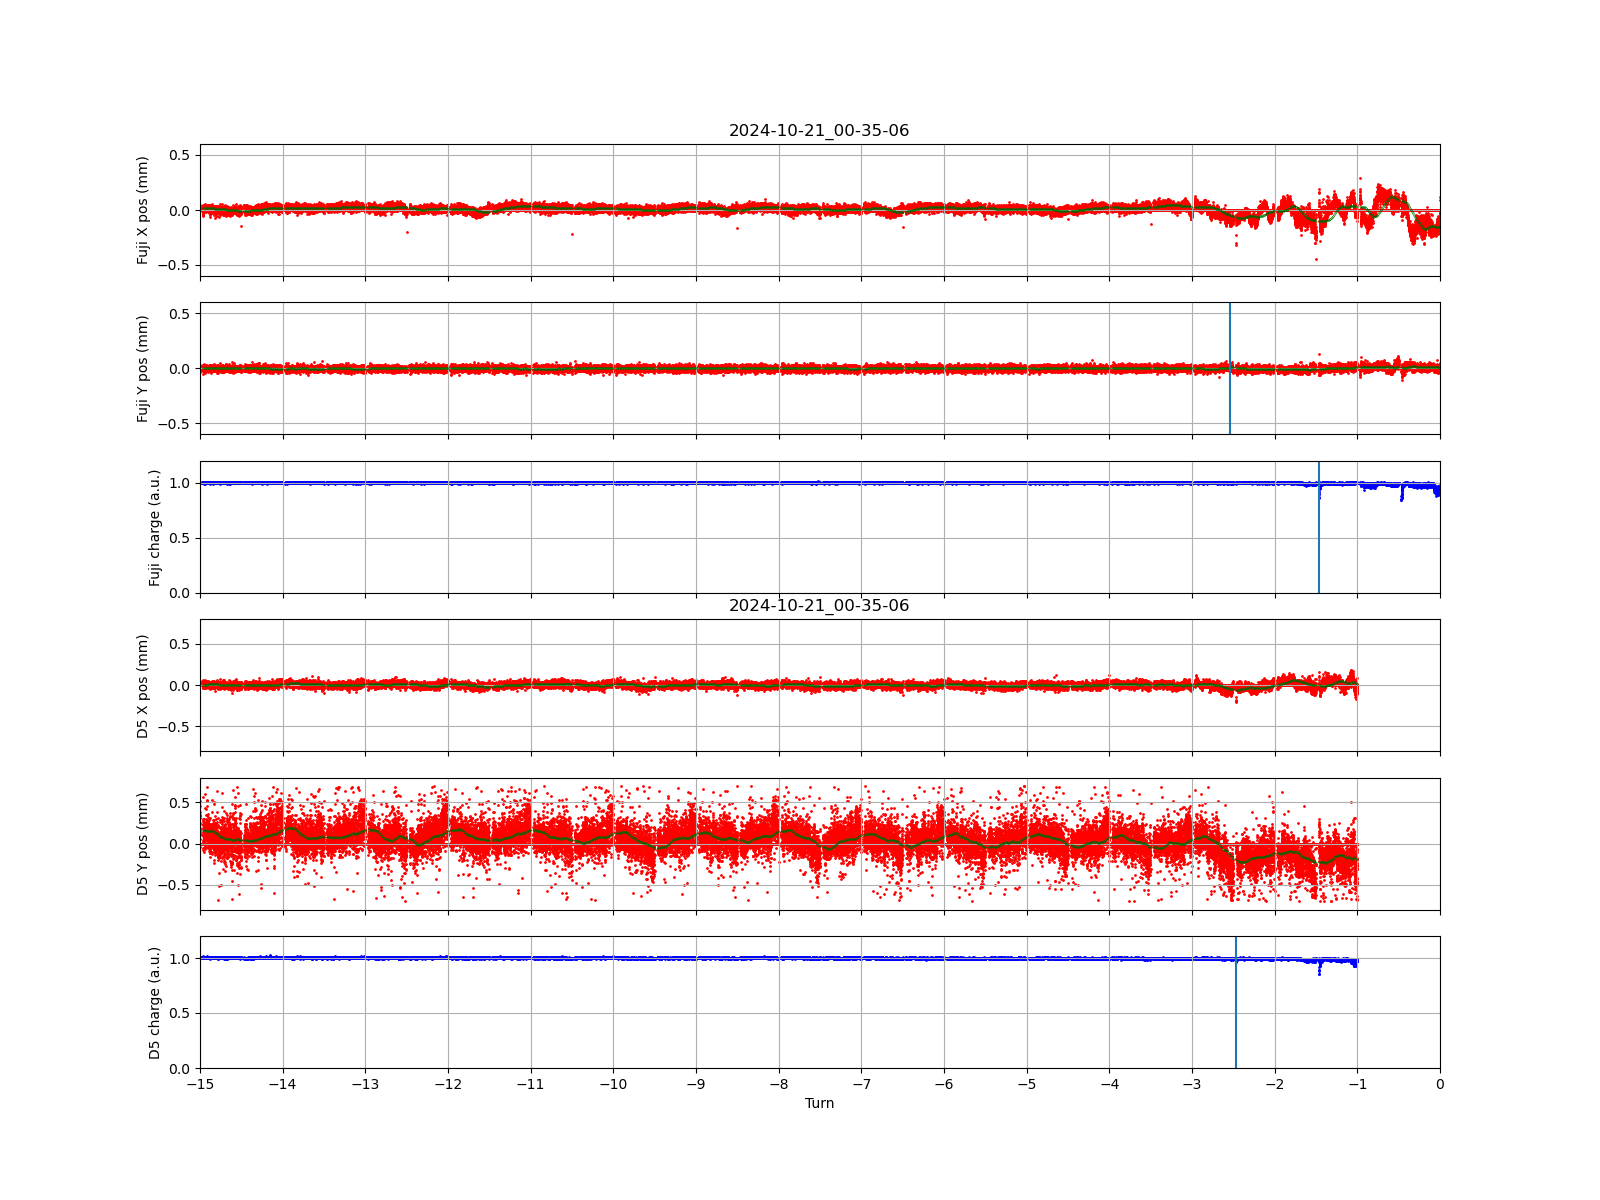 2024-10-21_00-35-06
Fuji X pos (mm)
0.5
0.0
−0.5
Fuji Y pos (mm)
0.5
0.0
−0.5
Fuji charge (a.u.)
1.0
0.5
0.0
2024-10-21_00-35-06
D5 X pos (mm)
0.5
0.0
−0.5
D5 Y pos (mm)
0.5
0.0
−0.5
D5 charge (a.u.)
1.0
0.5
0.0
−15 −14 −13 −12 −11 −10 −9 −8 −7 −6 −5 −4 −3 −2 −1 0
Turn